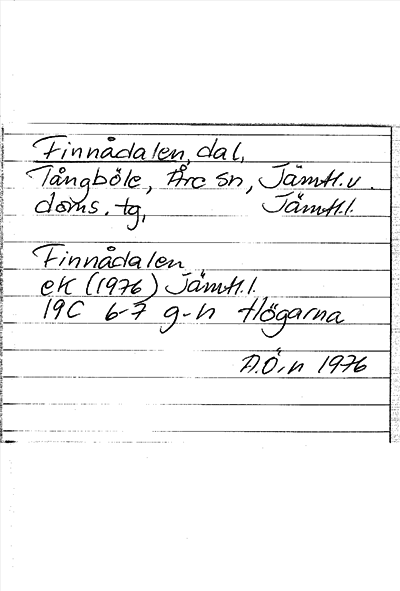 Finnådalen, dal,
Tångböle, Åre sn, Jämtl. v.
doms. tg, Jämtl. l.
Finnådalen
ek (1976) Jämtl. l.
19C 6-7 g-h Högarna
A.Ö:n 1976